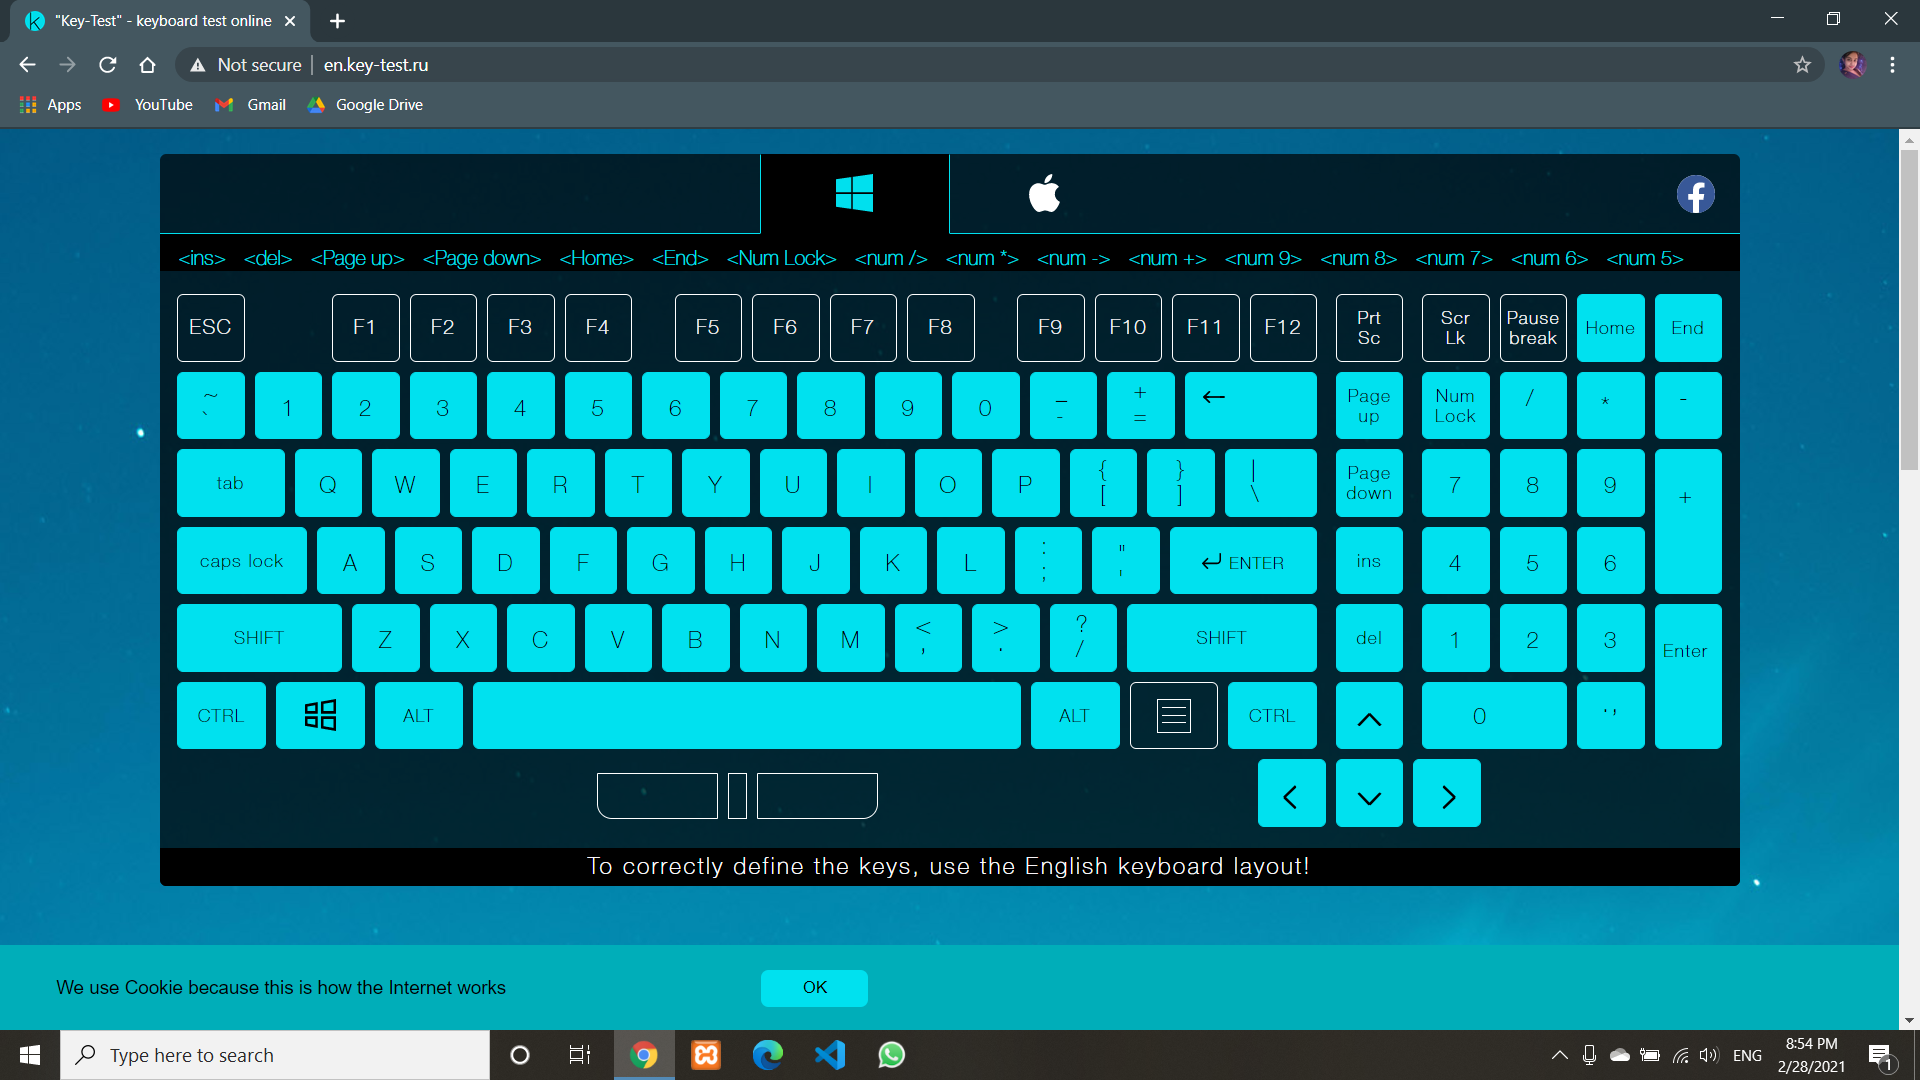 "Key-Test" - keyboard test online
Not secure | en.key-test.ru
Apps YouTube Gmail Google Drive
<ins> <del> <Page up> <Page down> <Home> <End> <Num Lock> <num /> <num *> <num -> <num +> <num 9> <num 8> <num 7> <num 6> <num 5>
ESC F1 F2 F3 F4 F5 F6 F7 F8 F9 F10 F11 F12 Prt Sc Scr Lk Pause break Home End
~ ` 1 2 3 4 5 6 7 8 9 0 _ - + = ← Page up Num Lock / * -
tab Q W E R T Y U I O P { [ } ] | \ Page down 7 8 9 +
caps lock A S D F G H J K L : ; " ' ENTER ins 4 5 6
SHIFT Z X C V B N M < , > . ? / SHIFT del 1 2 3 Enter
CTRL ALT ALT CTRL 0 . ,
To correctly define the keys, use the English keyboard layout!
We use Cookie because this is how the Internet works
OK
Type here to search
ENG
8:54 PM
2/28/2021
1